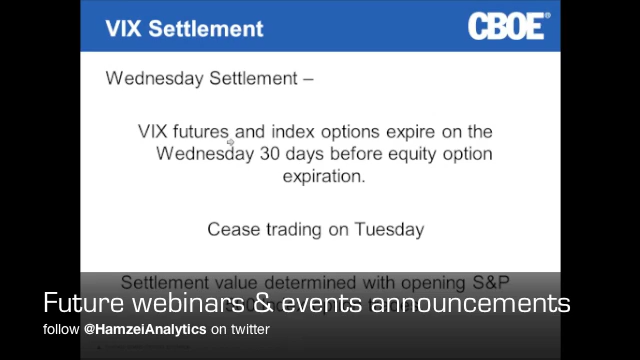 VIX Settlement
CBOE®
Wednesday Settlement –
VIX futures and index options expire on the
Wednesday 30 days before equity option
expiration.
Cease trading on Tuesday
Settlement value determined with opening S&P
Future webinars & events announcements
follow @HamzeiAnalytics on twitter